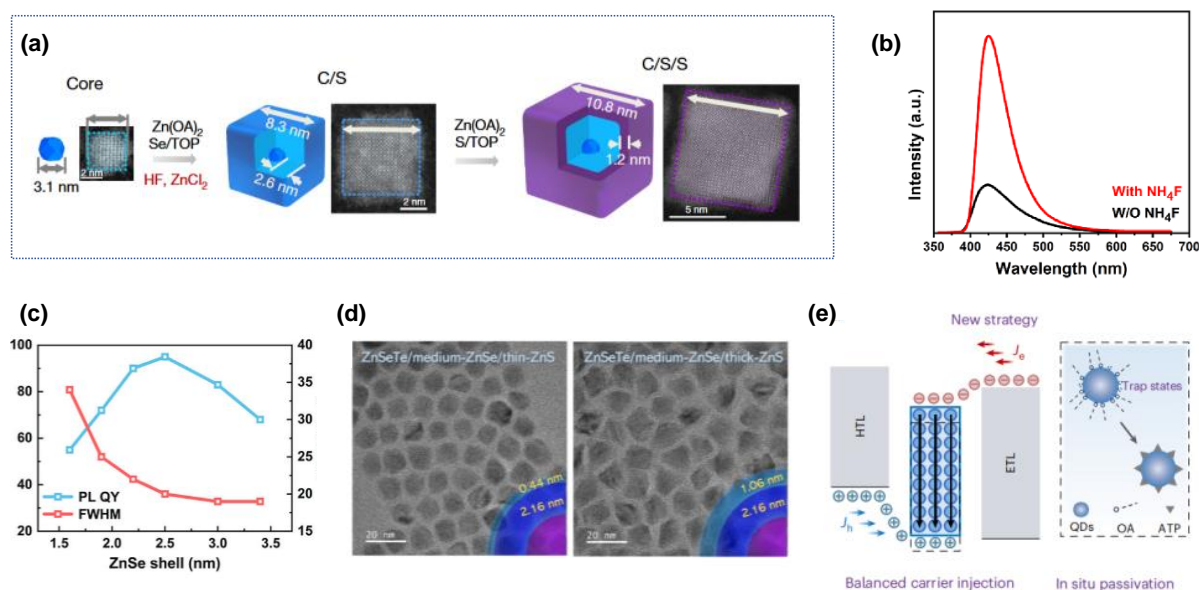 (a)
Core
2 nm
3.1 nm
Zn(OA)₂
Se/TOP
HF, ZnCl₂
C/S
8.3 nm
2.6 nm
2 nm
Zn(OA)₂
S/TOP
C/S/S
10.8 nm
1.2 nm
5 nm
(b)
Intensity (a.u.)
With NH₄F
W/O NH₄F
350 400 450 500 550 600 650 700
Wavelength (nm)
(c)
100
80
60
40
20
40
35
30
25
20
15
PL QY
FWHM
1.5 2.0 2.5 3.0 3.5
ZnSe shell (nm)
(d)
ZnSeTe/medium-ZnSe/thin-ZnS
0.44 nm
2.16 nm
20 nm
ZnSeTe/medium-ZnSe/thick-ZnS
1.06 nm
2.16 nm
20 nm
(e)
New strategy
Jₑ
HTL
ETL
Jₕ
Balanced carrier injection
Trap states
QDs OA ATP
In situ passivation